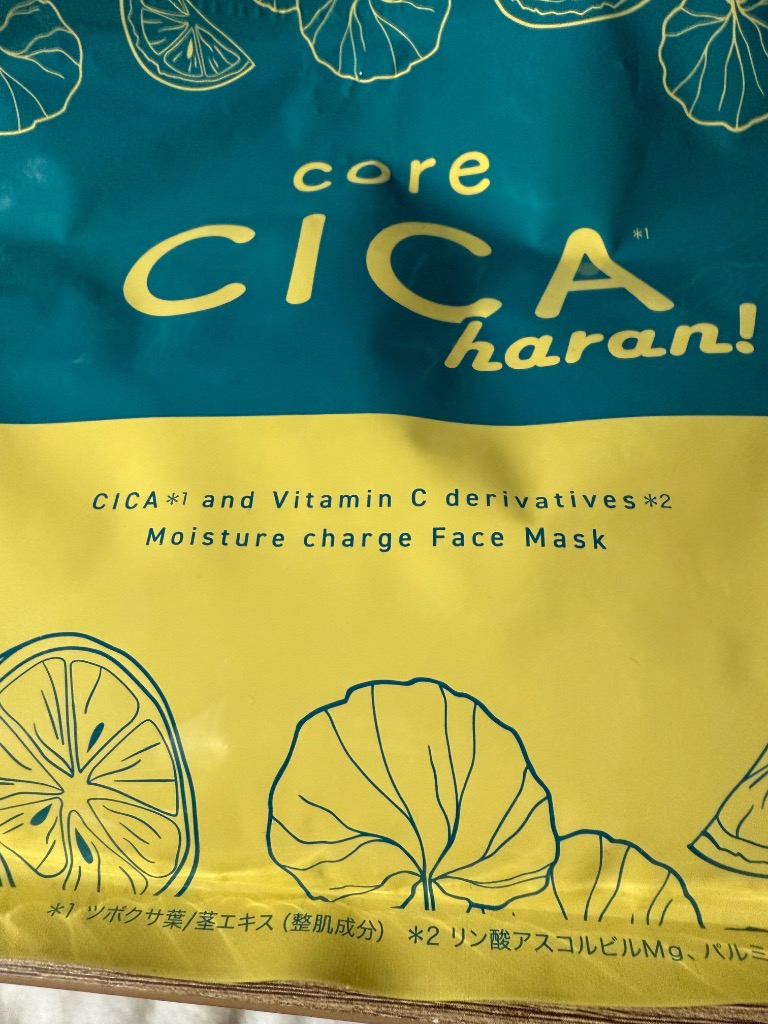 core
CICA*1
haran!
CICA*1 and Vitamin C derivatives*2
Moisture charge Face Mask
*1 ツボクサ葉/茎エキス(整肌成分) *2 リン酸アスコルビルMg、パルミ